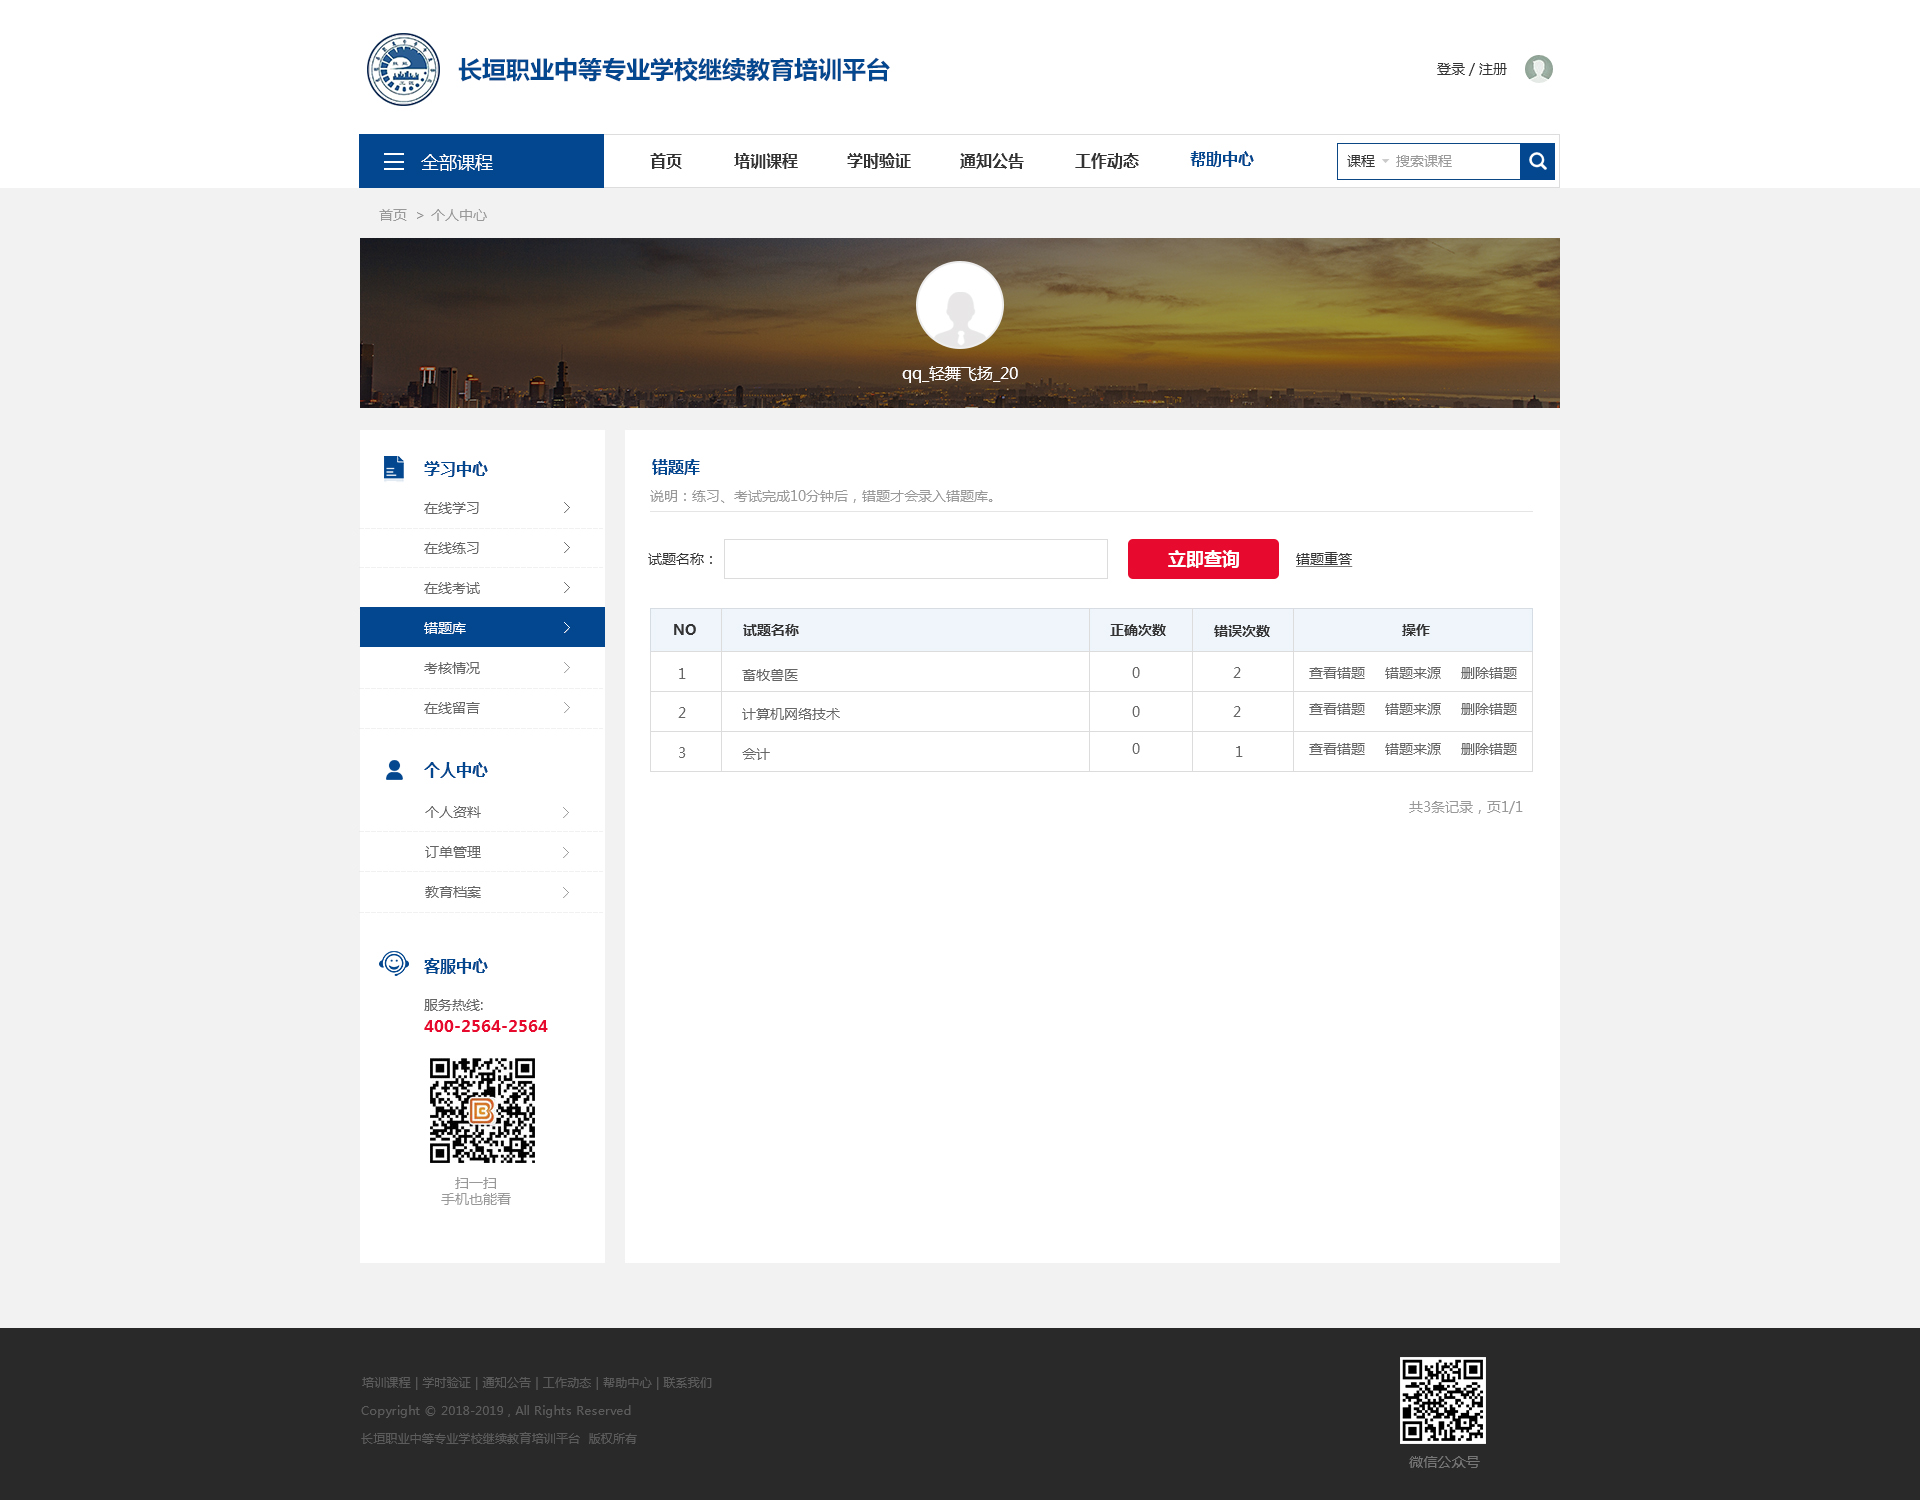 长垣职业中等专业学校继续教育培训平台
登录 / 注册
全部课程
首页 培训课程 学时验证 通知公告 工作动态 帮助中心
课程 搜索课程
首页 > 个人中心
qq_轻舞飞扬_20
学习中心
在线学习
在线练习
在线考试
错题库
考核情况
在线留言
个人中心
个人资料
订单管理
教育档案
客服中心
服务热线:
400-2564-2564
扫一扫
手机也能看
错题库
说明：练习、考试完成10分钟后，错题才会录入错题库。
试题名称： 立即查询 错题重答
NO 试题名称 正确次数 错误次数 操作
1 畜牧兽医 0 2 查看错题 错题来源 删除错题
2 计算机网络技术 0 2 查看错题 错题来源 删除错题
3 会计 0 1 查看错题 错题来源 删除错题
共3条记录，页1/1
培训课程 | 学时验证 | 通知公告 | 工作动态 | 帮助中心 | 联系我们
Copyright © 2018-2019 , All Rights Reserved
长垣职业中等专业学校继续教育培训平台 版权所有
微信公众号